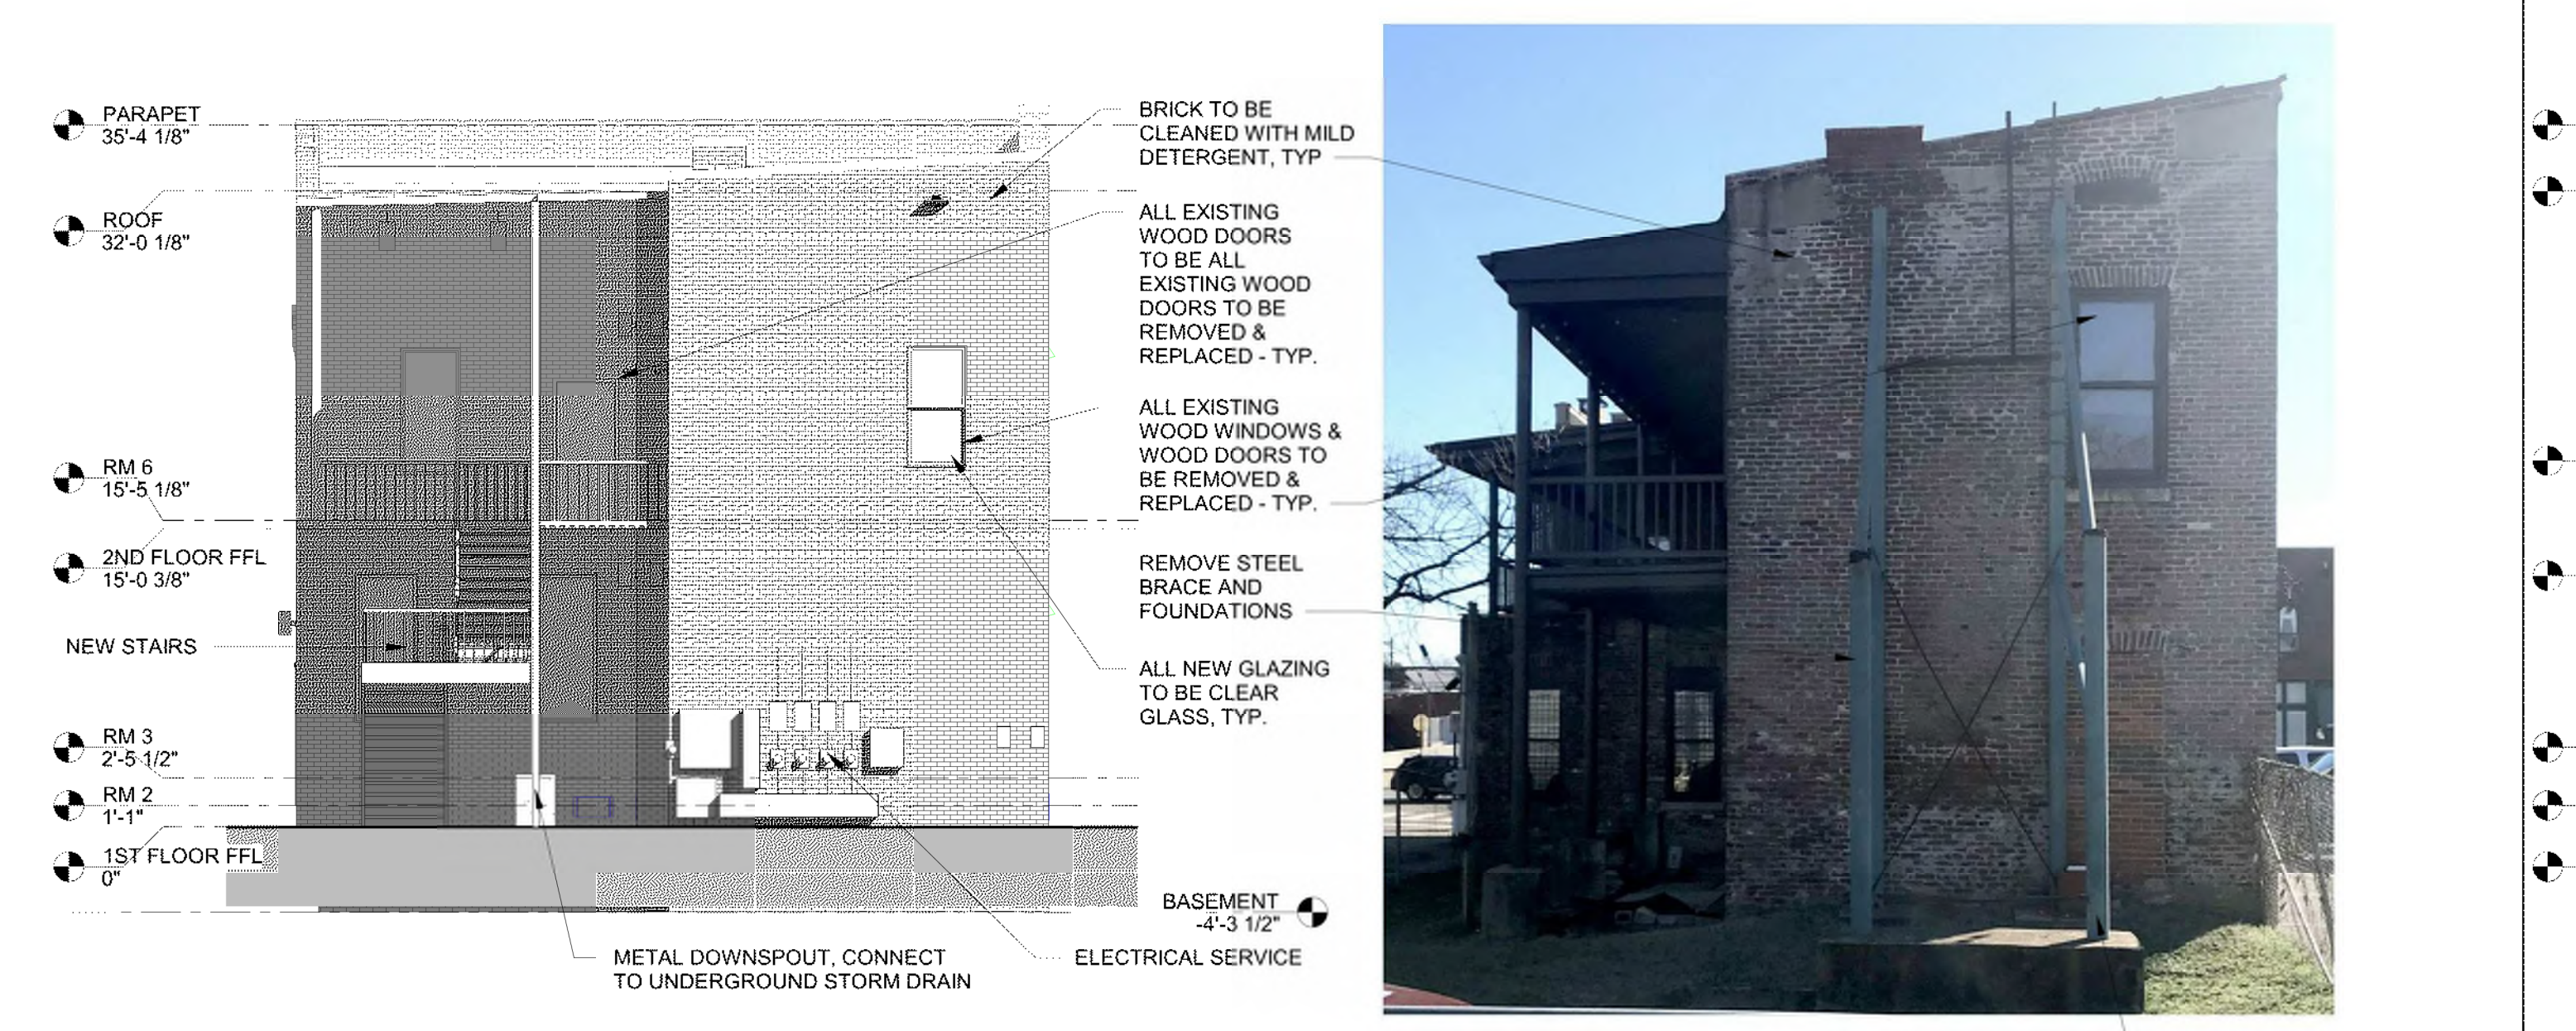 PARAPET
35'-4 1/8"
ROOF
32'-0 1/8"
RM 6
15'-5 1/8"
2ND FLOOR FFL
15'-0 3/8"
NEW STAIRS
RM 3
2'-5 1/2"
RM 2
1'-1"
1ST FLOOR FFL
0"
BRICK TO BE
CLEANED WITH MILD
DETERGENT, TYP
ALL EXISTING
WOOD DOORS
TO BE ALL
EXISTING WOOD
DOORS TO BE
REMOVED &
REPLACED - TYP.
ALL EXISTING
WOOD WINDOWS &
WOOD DOORS TO
BE REMOVED &
REPLACED - TYP.
REMOVE STEEL
BRACE AND
FOUNDATIONS
ALL NEW GLAZING
TO BE CLEAR
GLASS, TYP.
BASEMENT
-4'-3 1/2"
METAL DOWNSPOUT, CONNECT
TO UNDERGROUND STORM DRAIN
ELECTRICAL SERVICE